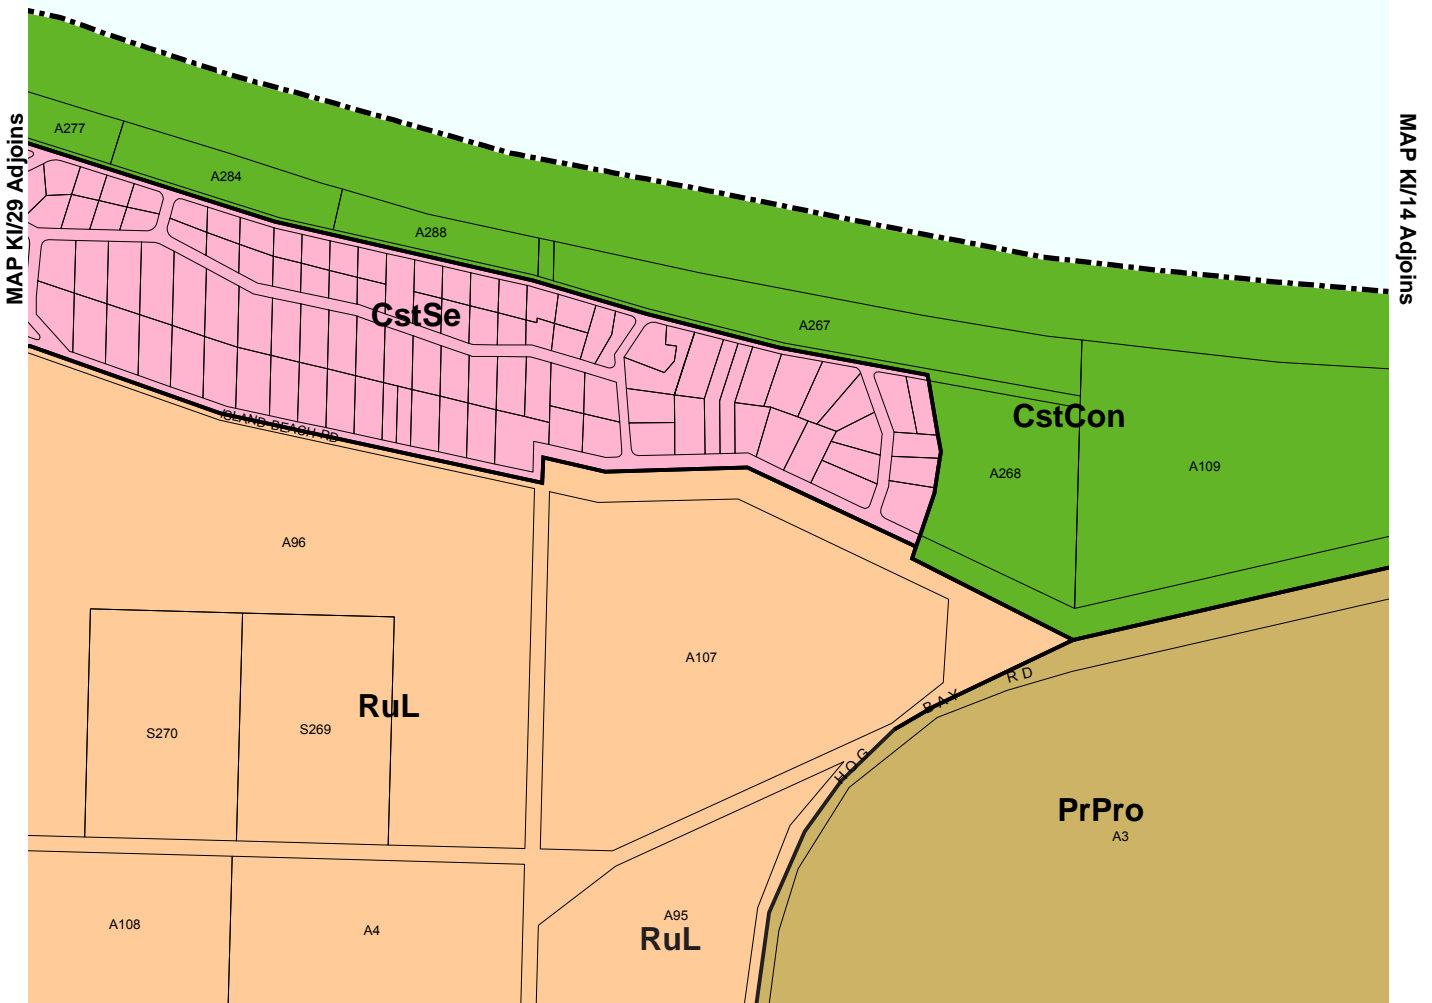 MAP KI/29 Adjoins
MAP KI/14 Adjoins
A277
A284
A288
CstSe
A267
CstCon
A268
A109
ISLAND BEACH RD
A96
A107
RD
BAY
HOG
RuL
S270
S269
PrPro
A3
A108
A4
A95
RuL